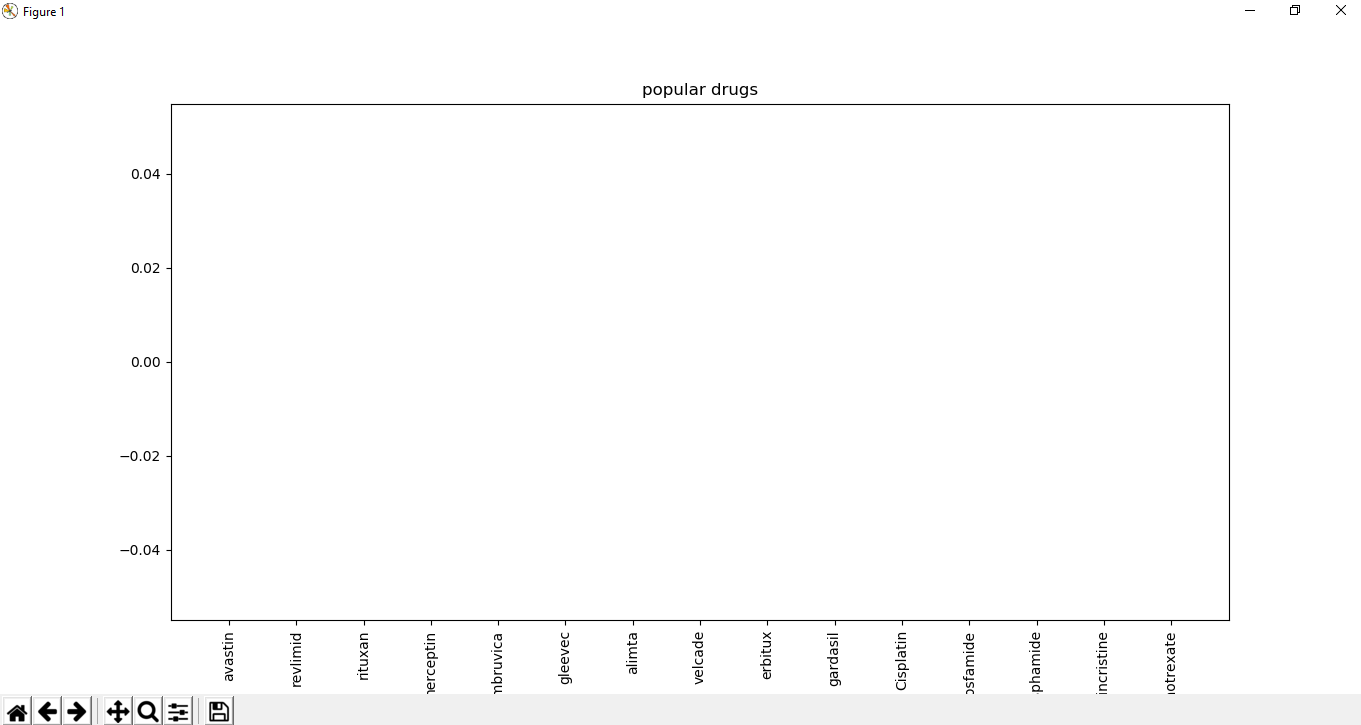 Figure 1
popular drugs
0.04
0.02
0.00
−0.02
−0.04
avastin
revlimid
rituxan
herceptin
mbruvica
gleevec
alimta
velcade
erbitux
gardasil
Cisplatin
osfamide
phamide
incristine
notrexate